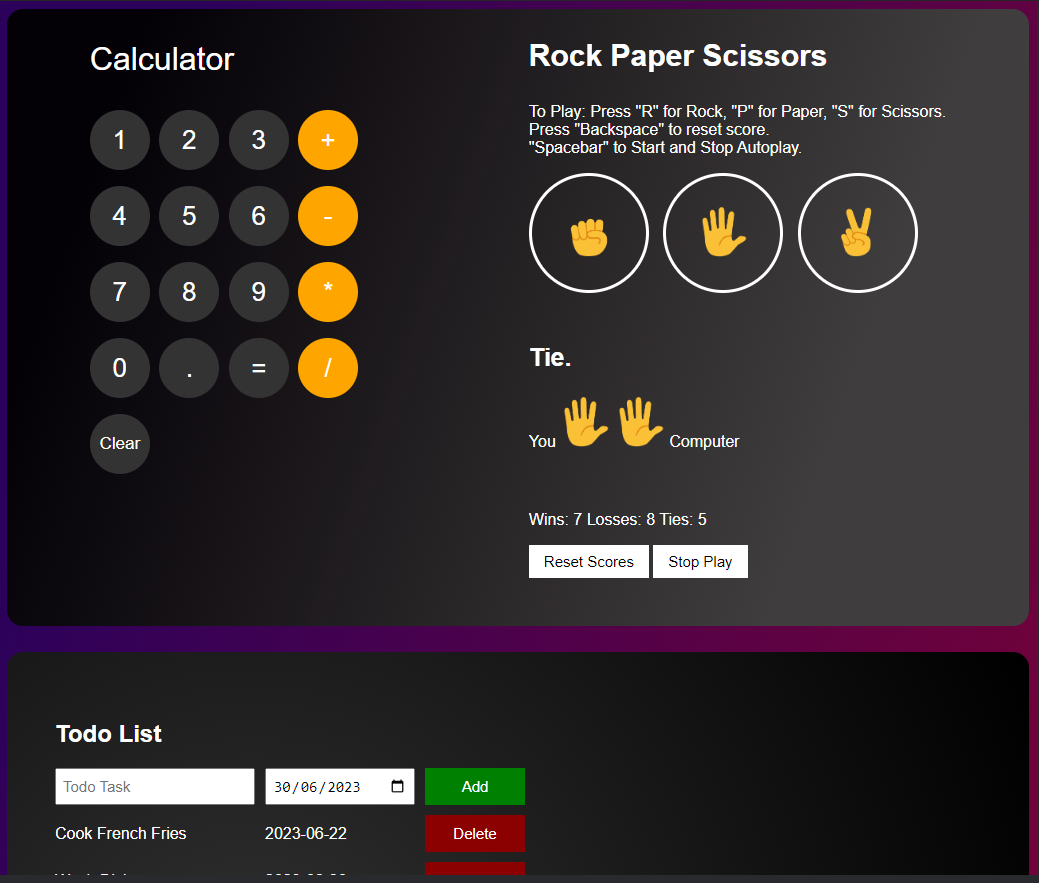 Calculator
1 2 3 +
4 5 6 -
7 8 9 *
0 . = /
Clear
Rock Paper Scissors
To Play: Press "R" for Rock, "P" for Paper, "S" for Scissors.
Press "Backspace" to reset score.
"Spacebar" to Start and Stop Autoplay.
Tie.
You Computer
Wins: 7 Losses: 8 Ties: 5
Reset Scores Stop Play
Todo List
Todo Task 30/06/2023 Add
Cook French Fries 2023-06-22 Delete